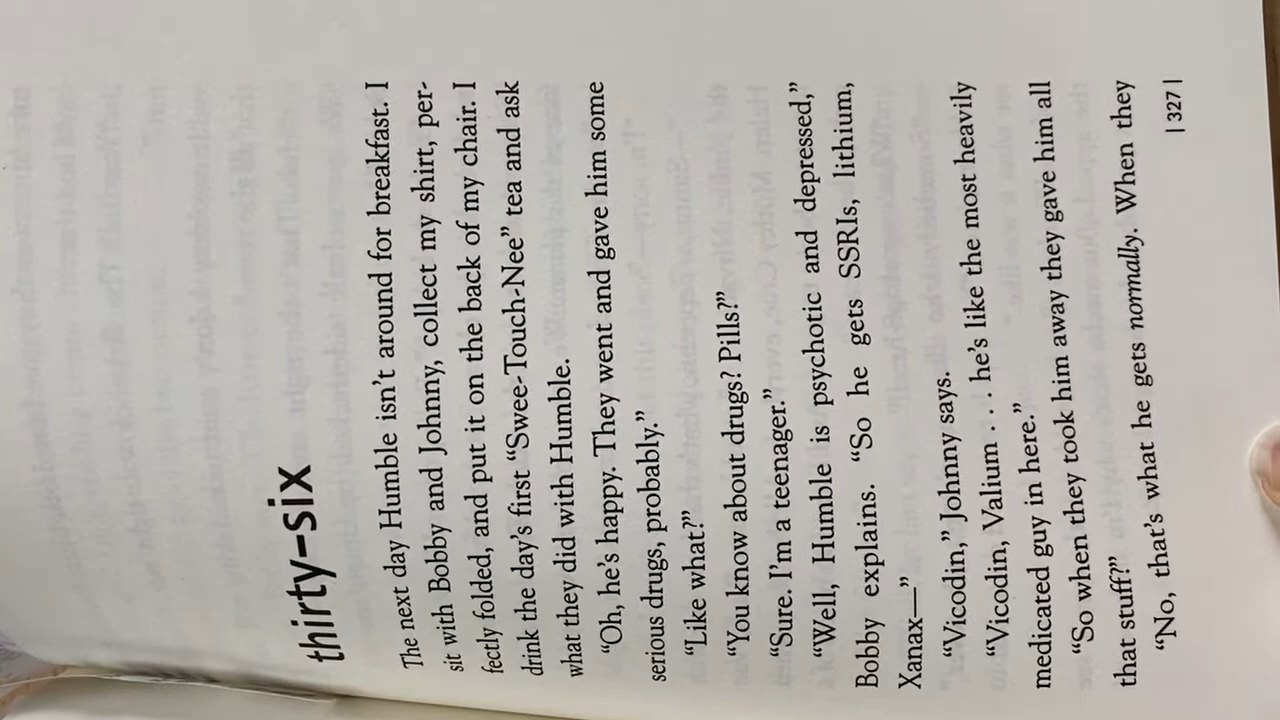 thirty-six
The next day Humble isn't around for breakfast. I
sit with Bobby and Johnny, collect my shirt, per-
fectly folded, and put it on the back of my chair. I
drink the day's first “Swee-Touch-Nee” tea and ask
what they did with Humble.
“Oh, he's happy. They went and gave him some
serious drugs, probably.”
“Like what?”
“You know about drugs? Pills?”
“Sure. I'm a teenager.”
“Well, Humble is psychotic and depressed,”
Bobby explains. “So he gets SSRIs, lithium,
Xanax—”
“Vicodin,” Johnny says.
“Vicodin, Valium . . . he's like the most heavily
medicated guy in here.”
“So when they took him away they gave him all
that stuff?”
“No, that's what he gets normally. When they
| 327 |